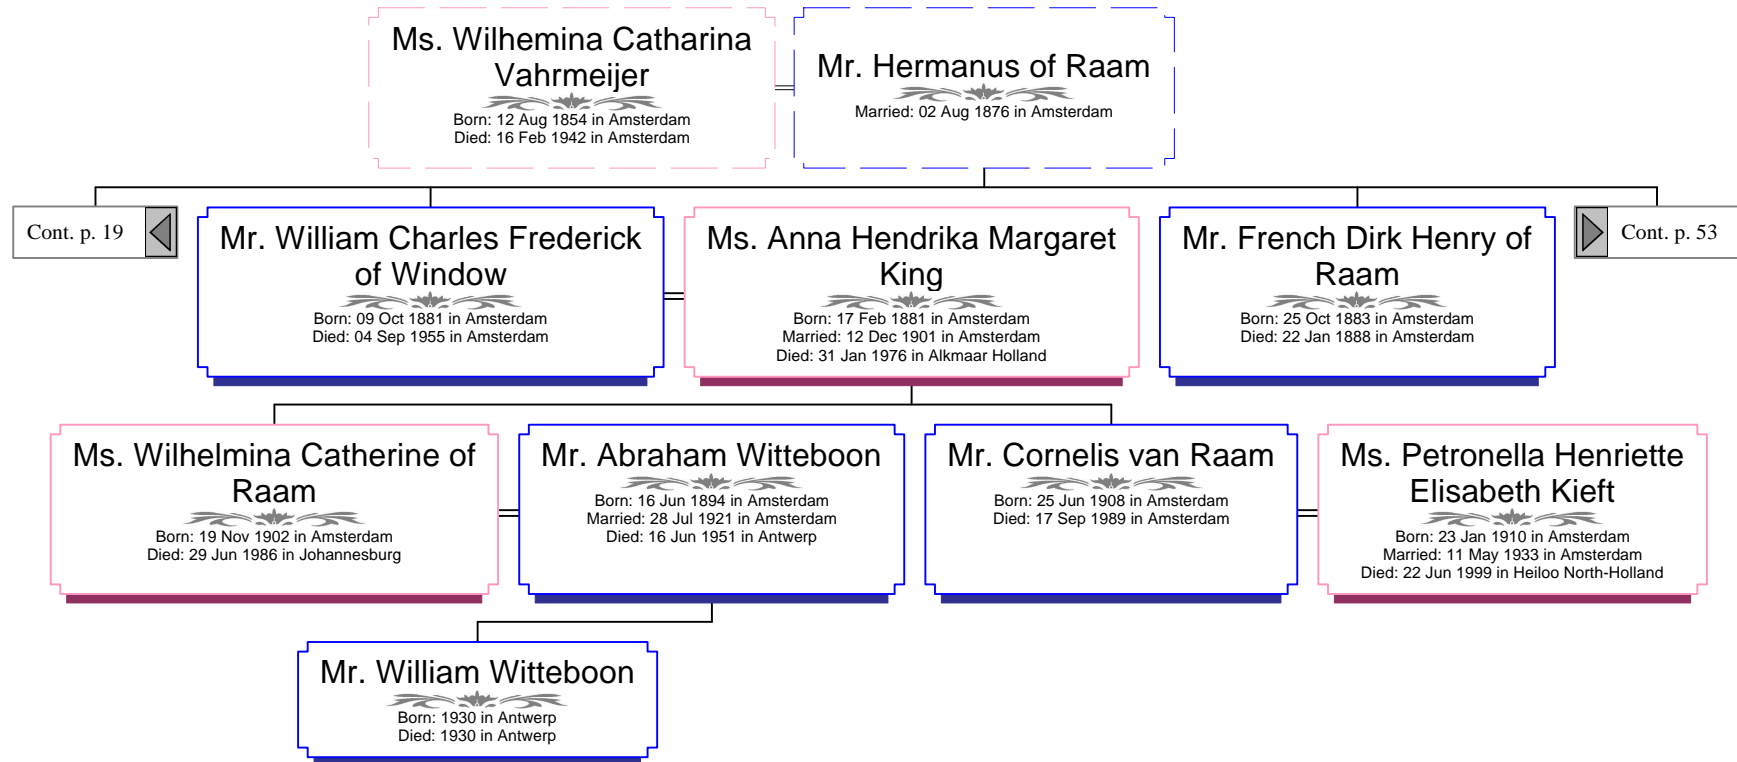 Ms. Wilhemina Catharina
Vahrmeijer
Born: 12 Aug 1854 in Amsterdam
Died: 16 Feb 1942 in Amsterdam
Mr. Hermanus of Raam
Married: 02 Aug 1876 in Amsterdam
Cont. p. 19
Mr. William Charles Frederick
of Window
Born: 09 Oct 1881 in Amsterdam
Died: 04 Sep 1955 in Amsterdam
Ms. Anna Hendrika Margaret
King
Born: 17 Feb 1881 in Amsterdam
Married: 12 Dec 1901 in Amsterdam
Died: 31 Jan 1976 in Alkmaar Holland
Mr. French Dirk Henry of
Raam
Born: 25 Oct 1883 in Amsterdam
Died: 22 Jan 1888 in Amsterdam
Cont. p. 53
Ms. Wilhelmina Catherine of
Raam
Born: 19 Nov 1902 in Amsterdam
Died: 29 Jun 1986 in Johannesburg
Mr. Abraham Witteboon
Born: 16 Jun 1894 in Amsterdam
Married: 28 Jul 1921 in Amsterdam
Died: 16 Jun 1951 in Antwerp
Mr. Cornelis van Raam
Born: 25 Jun 1908 in Amsterdam
Died: 17 Sep 1989 in Amsterdam
Ms. Petronella Henriette
Elisabeth Kieft
Born: 23 Jan 1910 in Amsterdam
Married: 11 May 1933 in Amsterdam
Died: 22 Jun 1999 in Heiloo North-Holland
Mr. William Witteboon
Born: 1930 in Antwerp
Died: 1930 in Antwerp